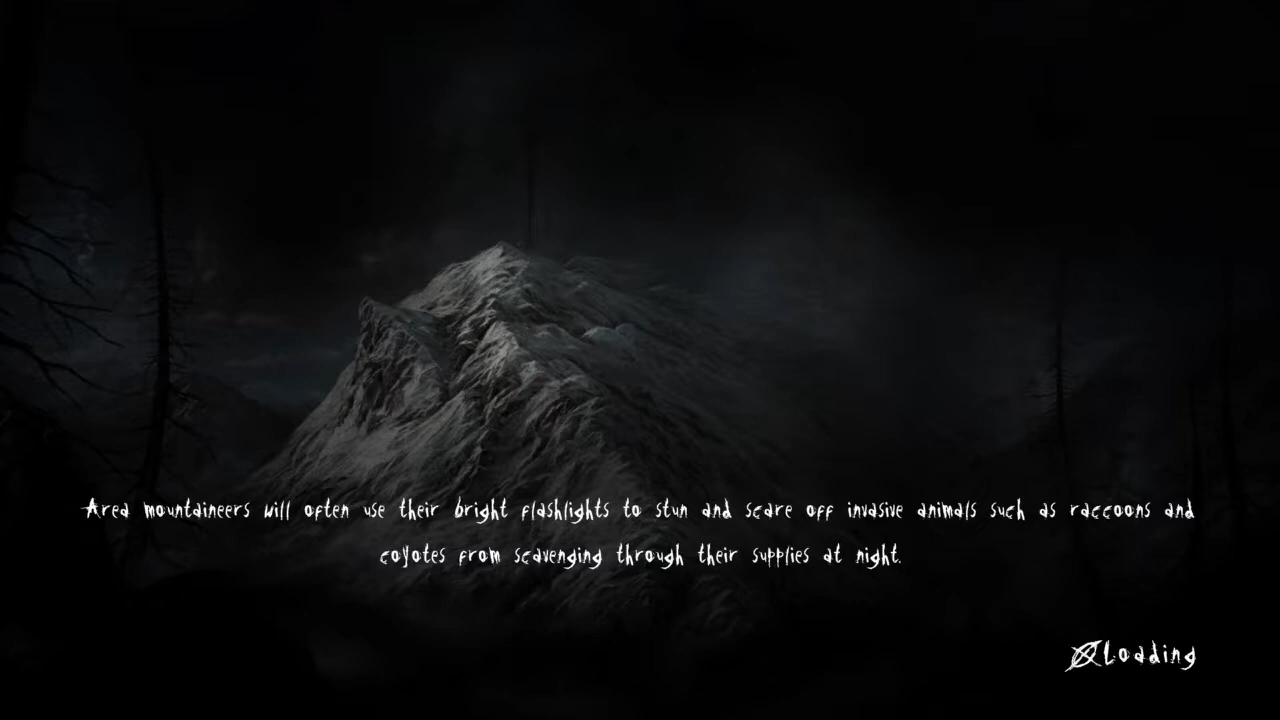 Area mountaineers will often use their bright flashlights to stun and scare off invasive animals such as raccoons and
coyotes from scavenging through their supplies at night.
Loading